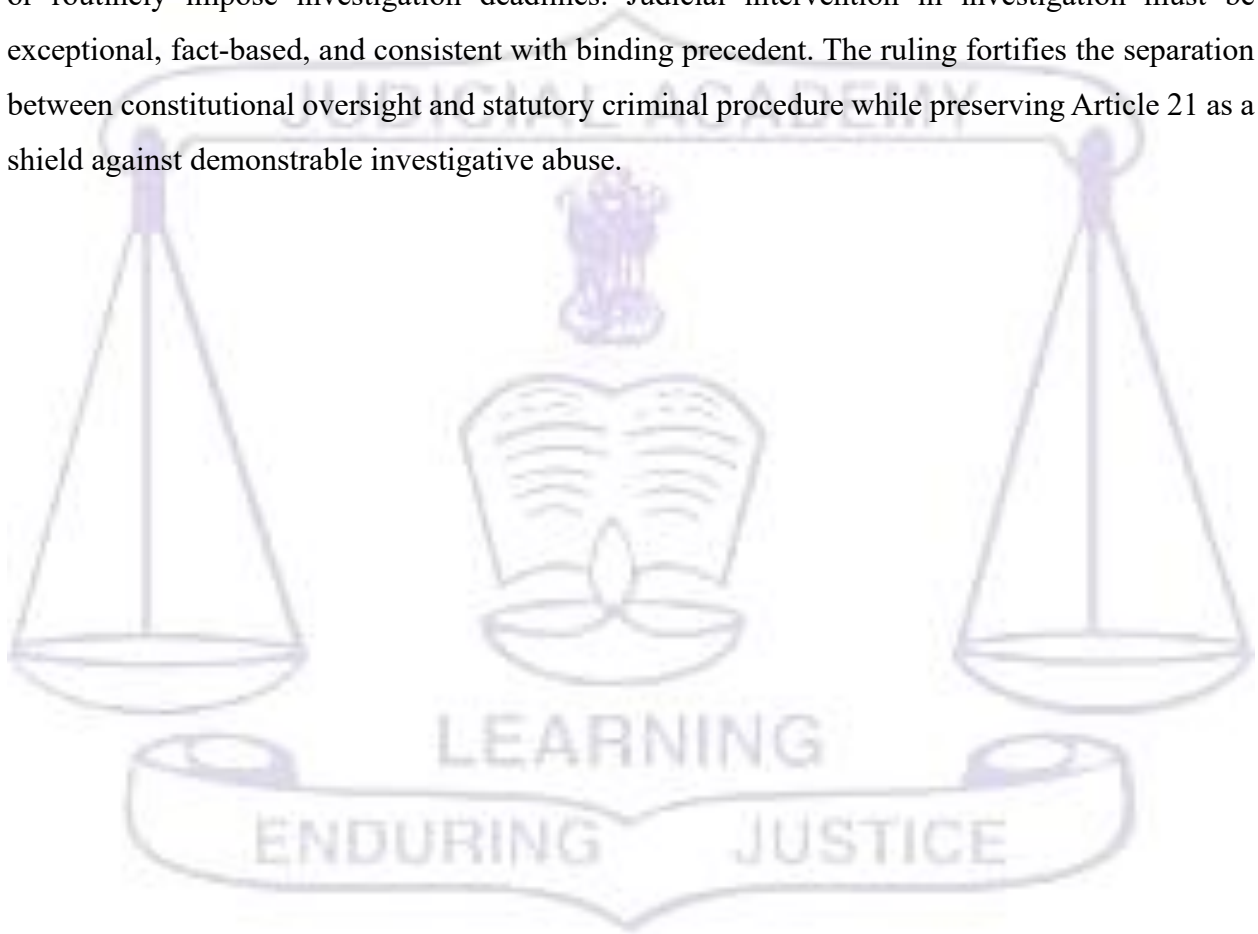 or routinely impose investigation deadlines. Judicial intervention in investigation must be
exceptional, fact-based, and consistent with binding precedent. The ruling fortifies the separation
between constitutional oversight and statutory criminal procedure while preserving Article 21 as a
shield against demonstrable investigative abuse.
JUDICIAL ACADEMY
LEARNING
ENDURING JUSTICE